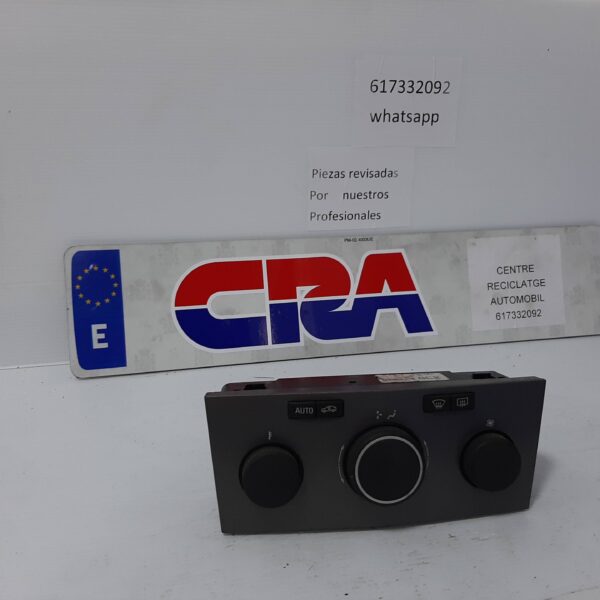 617332092
whatsapp
Piezas revisadas
Por nuestros
Profesionales
CENTRE
RECICLATGE
AUTOMOBIL
617332092
CRA
E
AUTO